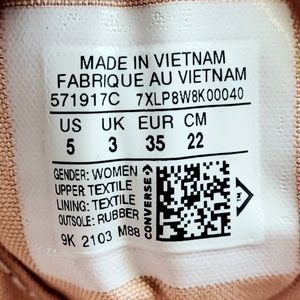 MADE IN VIETNAM
FABRIQUE AU VIETNAM
571917C 7XLP8W8K00040
US UK EUR CM
5 3 35 22
GENDER: WOMEN
UPPER TEXTILE
LINING: TEXTILE
OUTSOLE: RUBBER
9K 2103 M88
CONVERSE